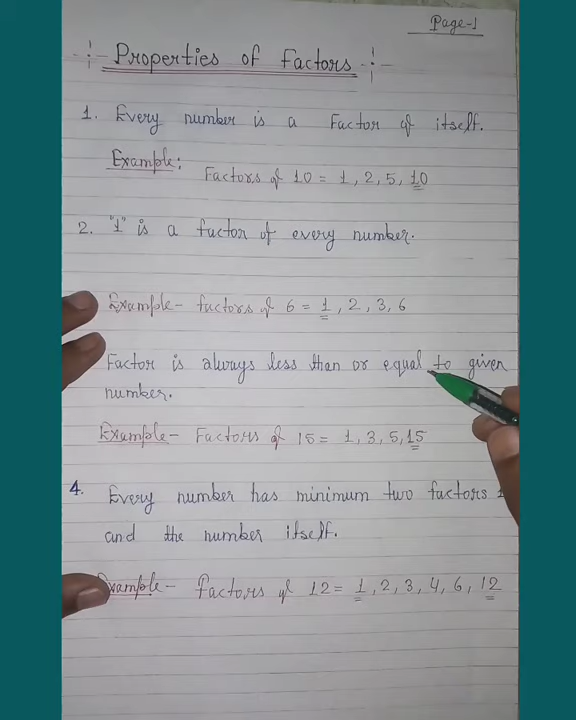 Page-1
Properties of Factors
1. Every number is a Factor of itself.
Example: Factors of 10 = 1, 2, 5, 10
2. "1" is a factor of every number.
Example- factors of 6 = 1, 2, 3, 6
Factor is always less than or equal to given
number.
Example- Factors of 15 = 1, 3, 5, 15
4. Every number has minimum two factors
and the number itself.
Example- Factors of 12 = 1, 2, 3, 4, 6, 12